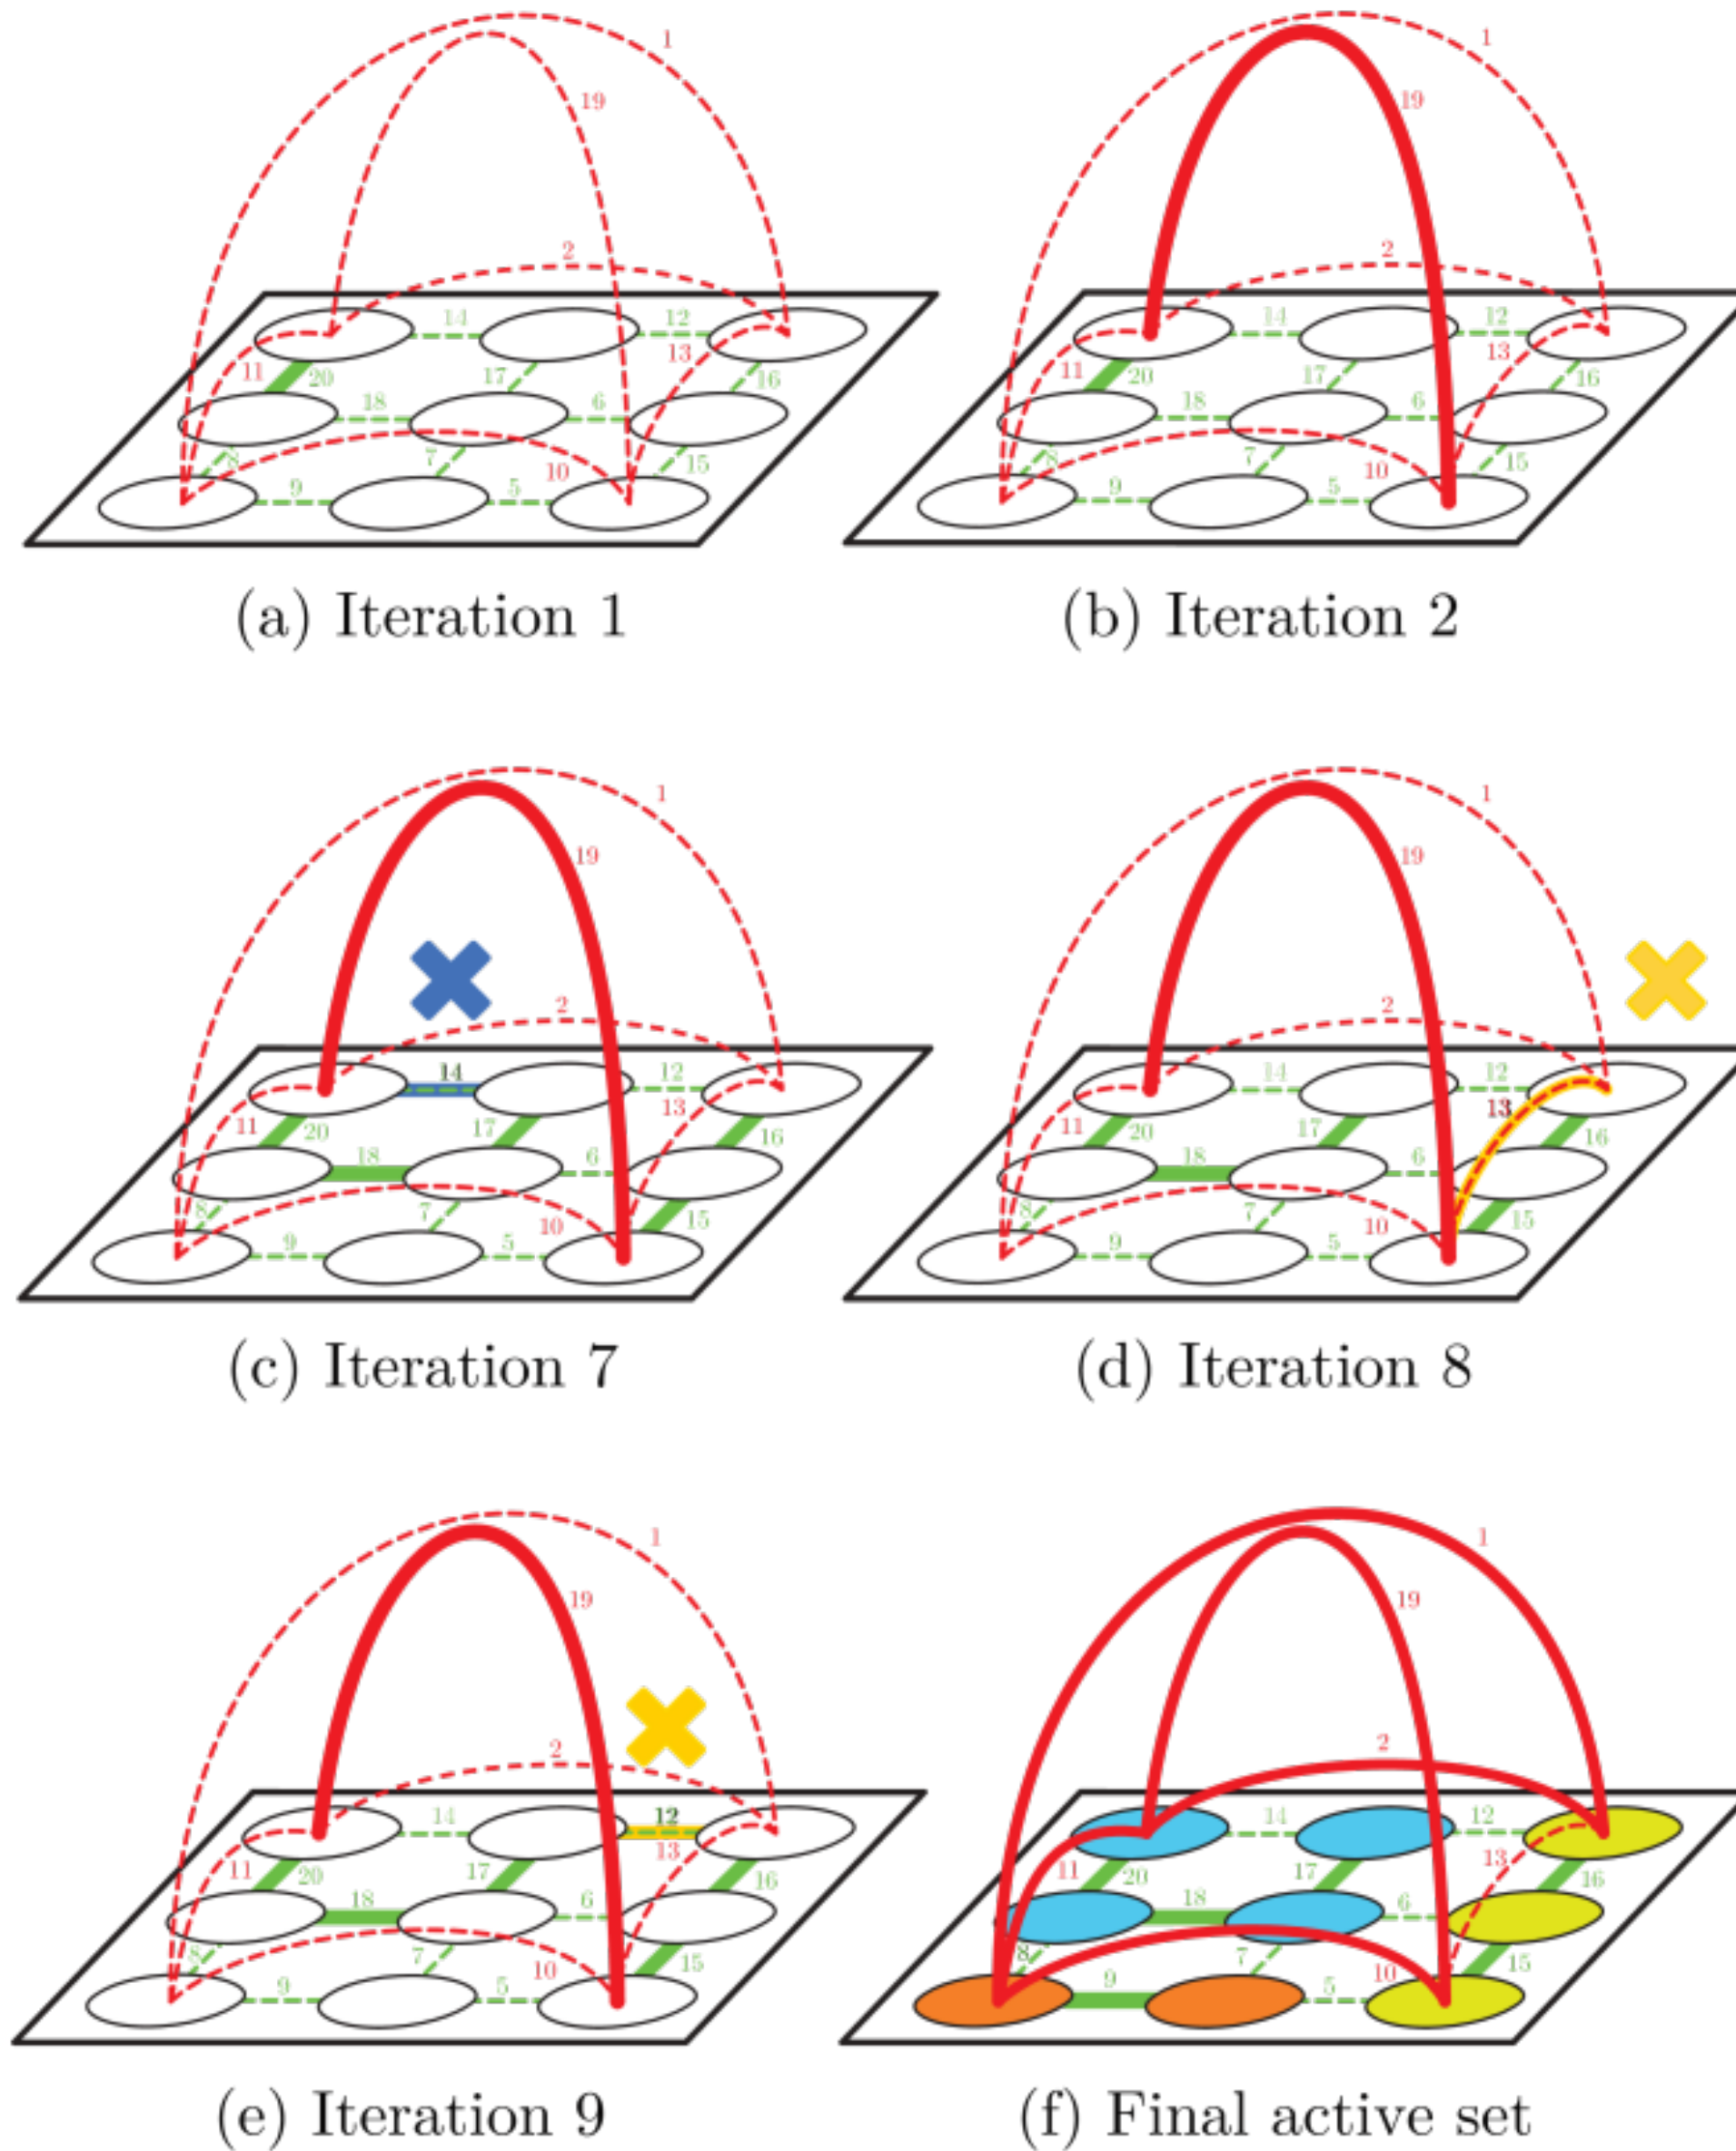 1 1
19 19
2 2
14 12 14 12
11 20 17 13 16 11 20 17 13 16
18 6 18 6
8 7 10 15 8 7 10 15
9 5 9 5
(a) Iteration 1 (b) Iteration 2
1 1
19 19
2 2
14 12 14 12
11 20 17 13 16 11 20 17 13 16
18 6 18 6
8 7 10 15 8 7 10 15
9 5 9 5
(c) Iteration 7 (d) Iteration 8
1 1
19 19
2 2
14 12 14 12
11 20 17 13 16 11 20 17 13 16
18 6 18 6
8 7 10 15 8 7 10 15
9 5 9 5
(e) Iteration 9 (f) Final active set